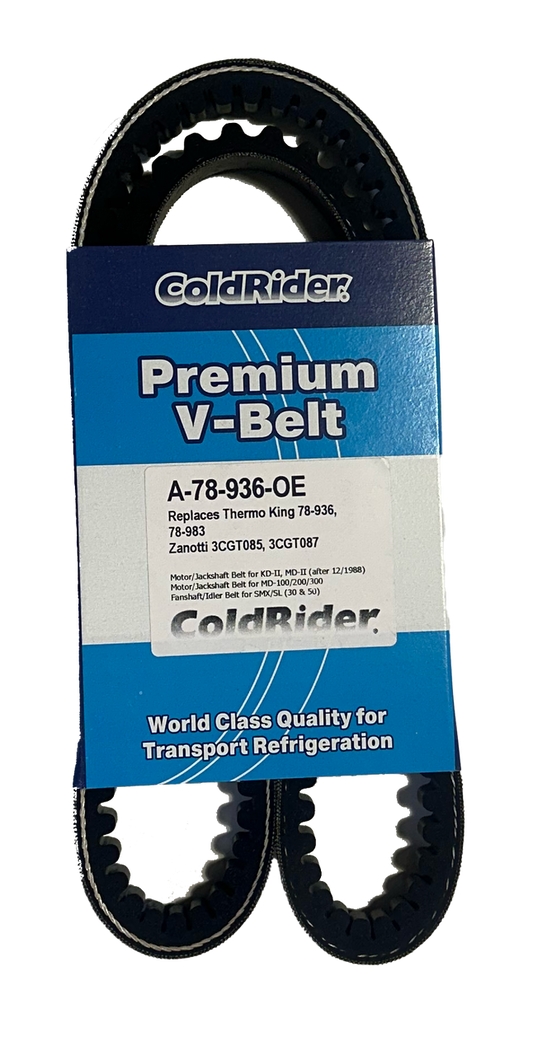 ColdRider.
Premium
V-Belt
A-78-936-OE
Replaces Thermo King 78-936,
78-983
Zanotti 3CGT085, 3CGT087
Motor/Jackshaft Belt for KD-II, MD-II (after 12/1988)
Motor/Jackshaft Belt for MD-100/200/300
Fanshaft/Idler Belt for SMX/SL (30 & 50)
ColdRider.
World Class Quality for
Transport Refrigeration